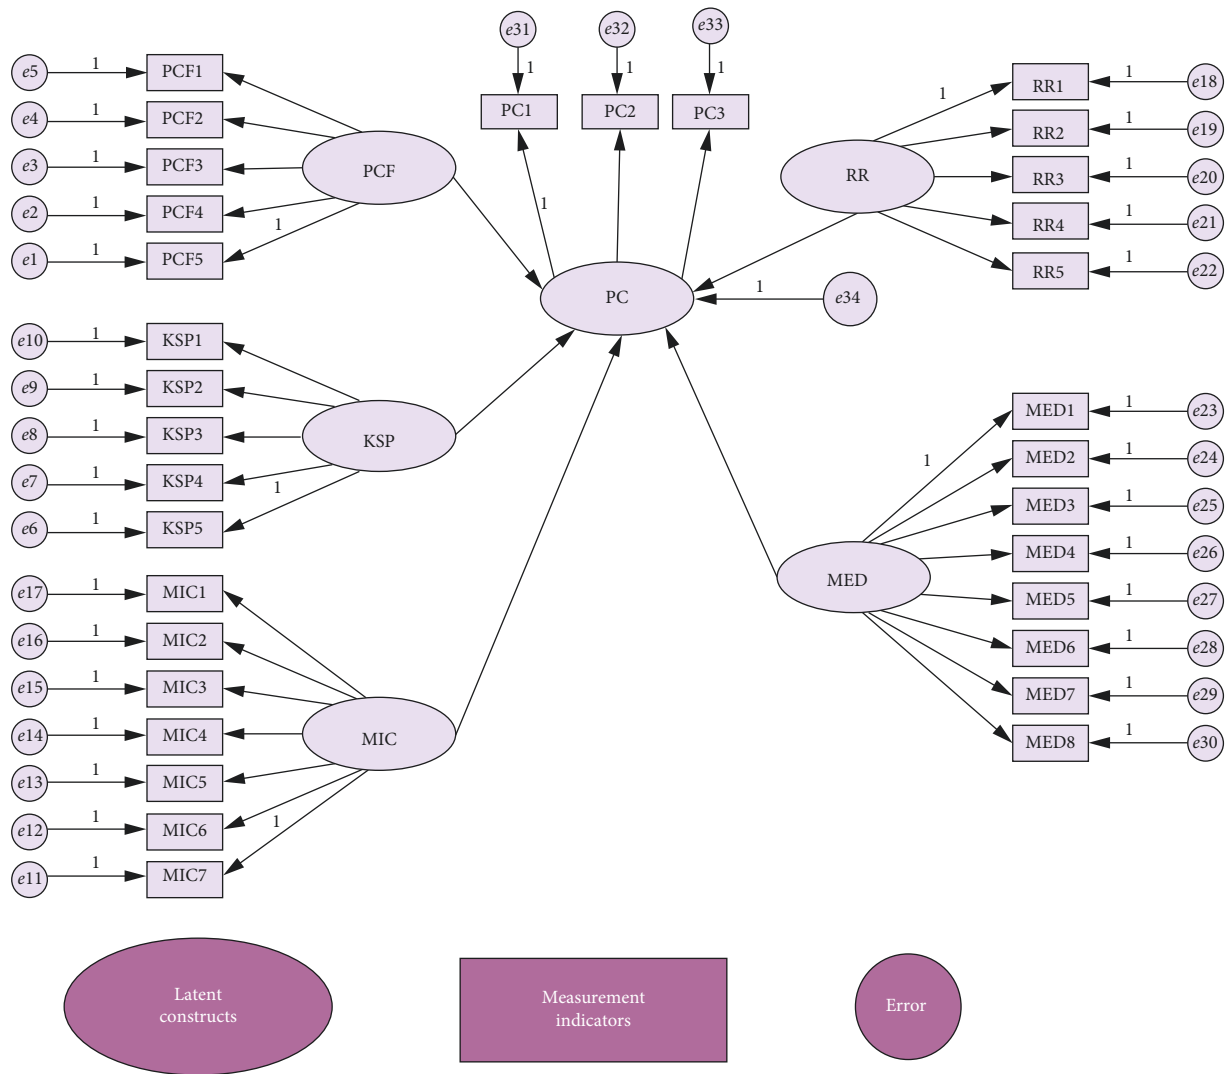 e31
e32
e33
1
1
1
PC1
PC2
PC3
e5
1
PCF1
e4
1
PCF2
e3
1
PCF3
e2
1
PCF4
e1
1
PCF5
1
PCF
1
PC
1
e34
RR
1
RR1
1
e18
RR2
1
e19
RR3
1
e20
RR4
1
e21
RR5
1
e22
e10
1
KSP1
e9
1
KSP2
e8
1
KSP3
e7
1
KSP4
e6
1
KSP5
1
KSP
e17
1
MIC1
e16
1
MIC2
e15
1
MIC3
e14
1
MIC4
e13
1
MIC5
e12
1
MIC6
e11
1
MIC7
1
MIC
MED
1
MED1
1
e23
MED2
1
e24
MED3
1
e25
MED4
1
e26
MED5
1
e27
MED6
1
e28
MED7
1
e29
MED8
1
e30
Latent
constructs
Measurement
indicators
Error